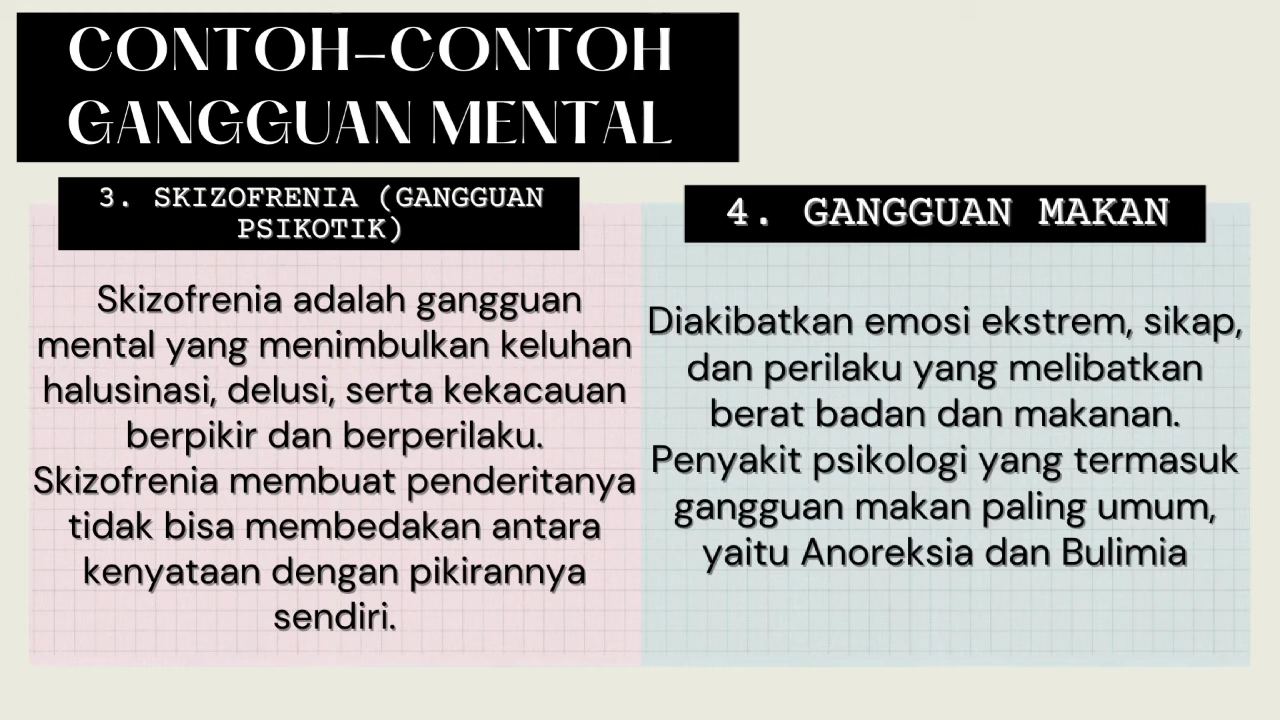 CONTOH-CONTOH
GANGGUAN MENTAL
3. SKIZOFRENIA (GANGGUAN
PSIKOTIK)
Skizofrenia adalah gangguan
mental yang menimbulkan keluhan
halusinasi, delusi, serta kekacauan
berpikir dan berperilaku.
Skizofrenia membuat penderitanya
tidak bisa membedakan antara
kenyataan dengan pikirannya
sendiri.
4. GANGGUAN MAKAN
Diakibatkan emosi ekstrem, sikap,
dan perilaku yang melibatkan
berat badan dan makanan.
Penyakit psikologi yang termasuk
gangguan makan paling umum,
yaitu Anoreksia dan Bulimia